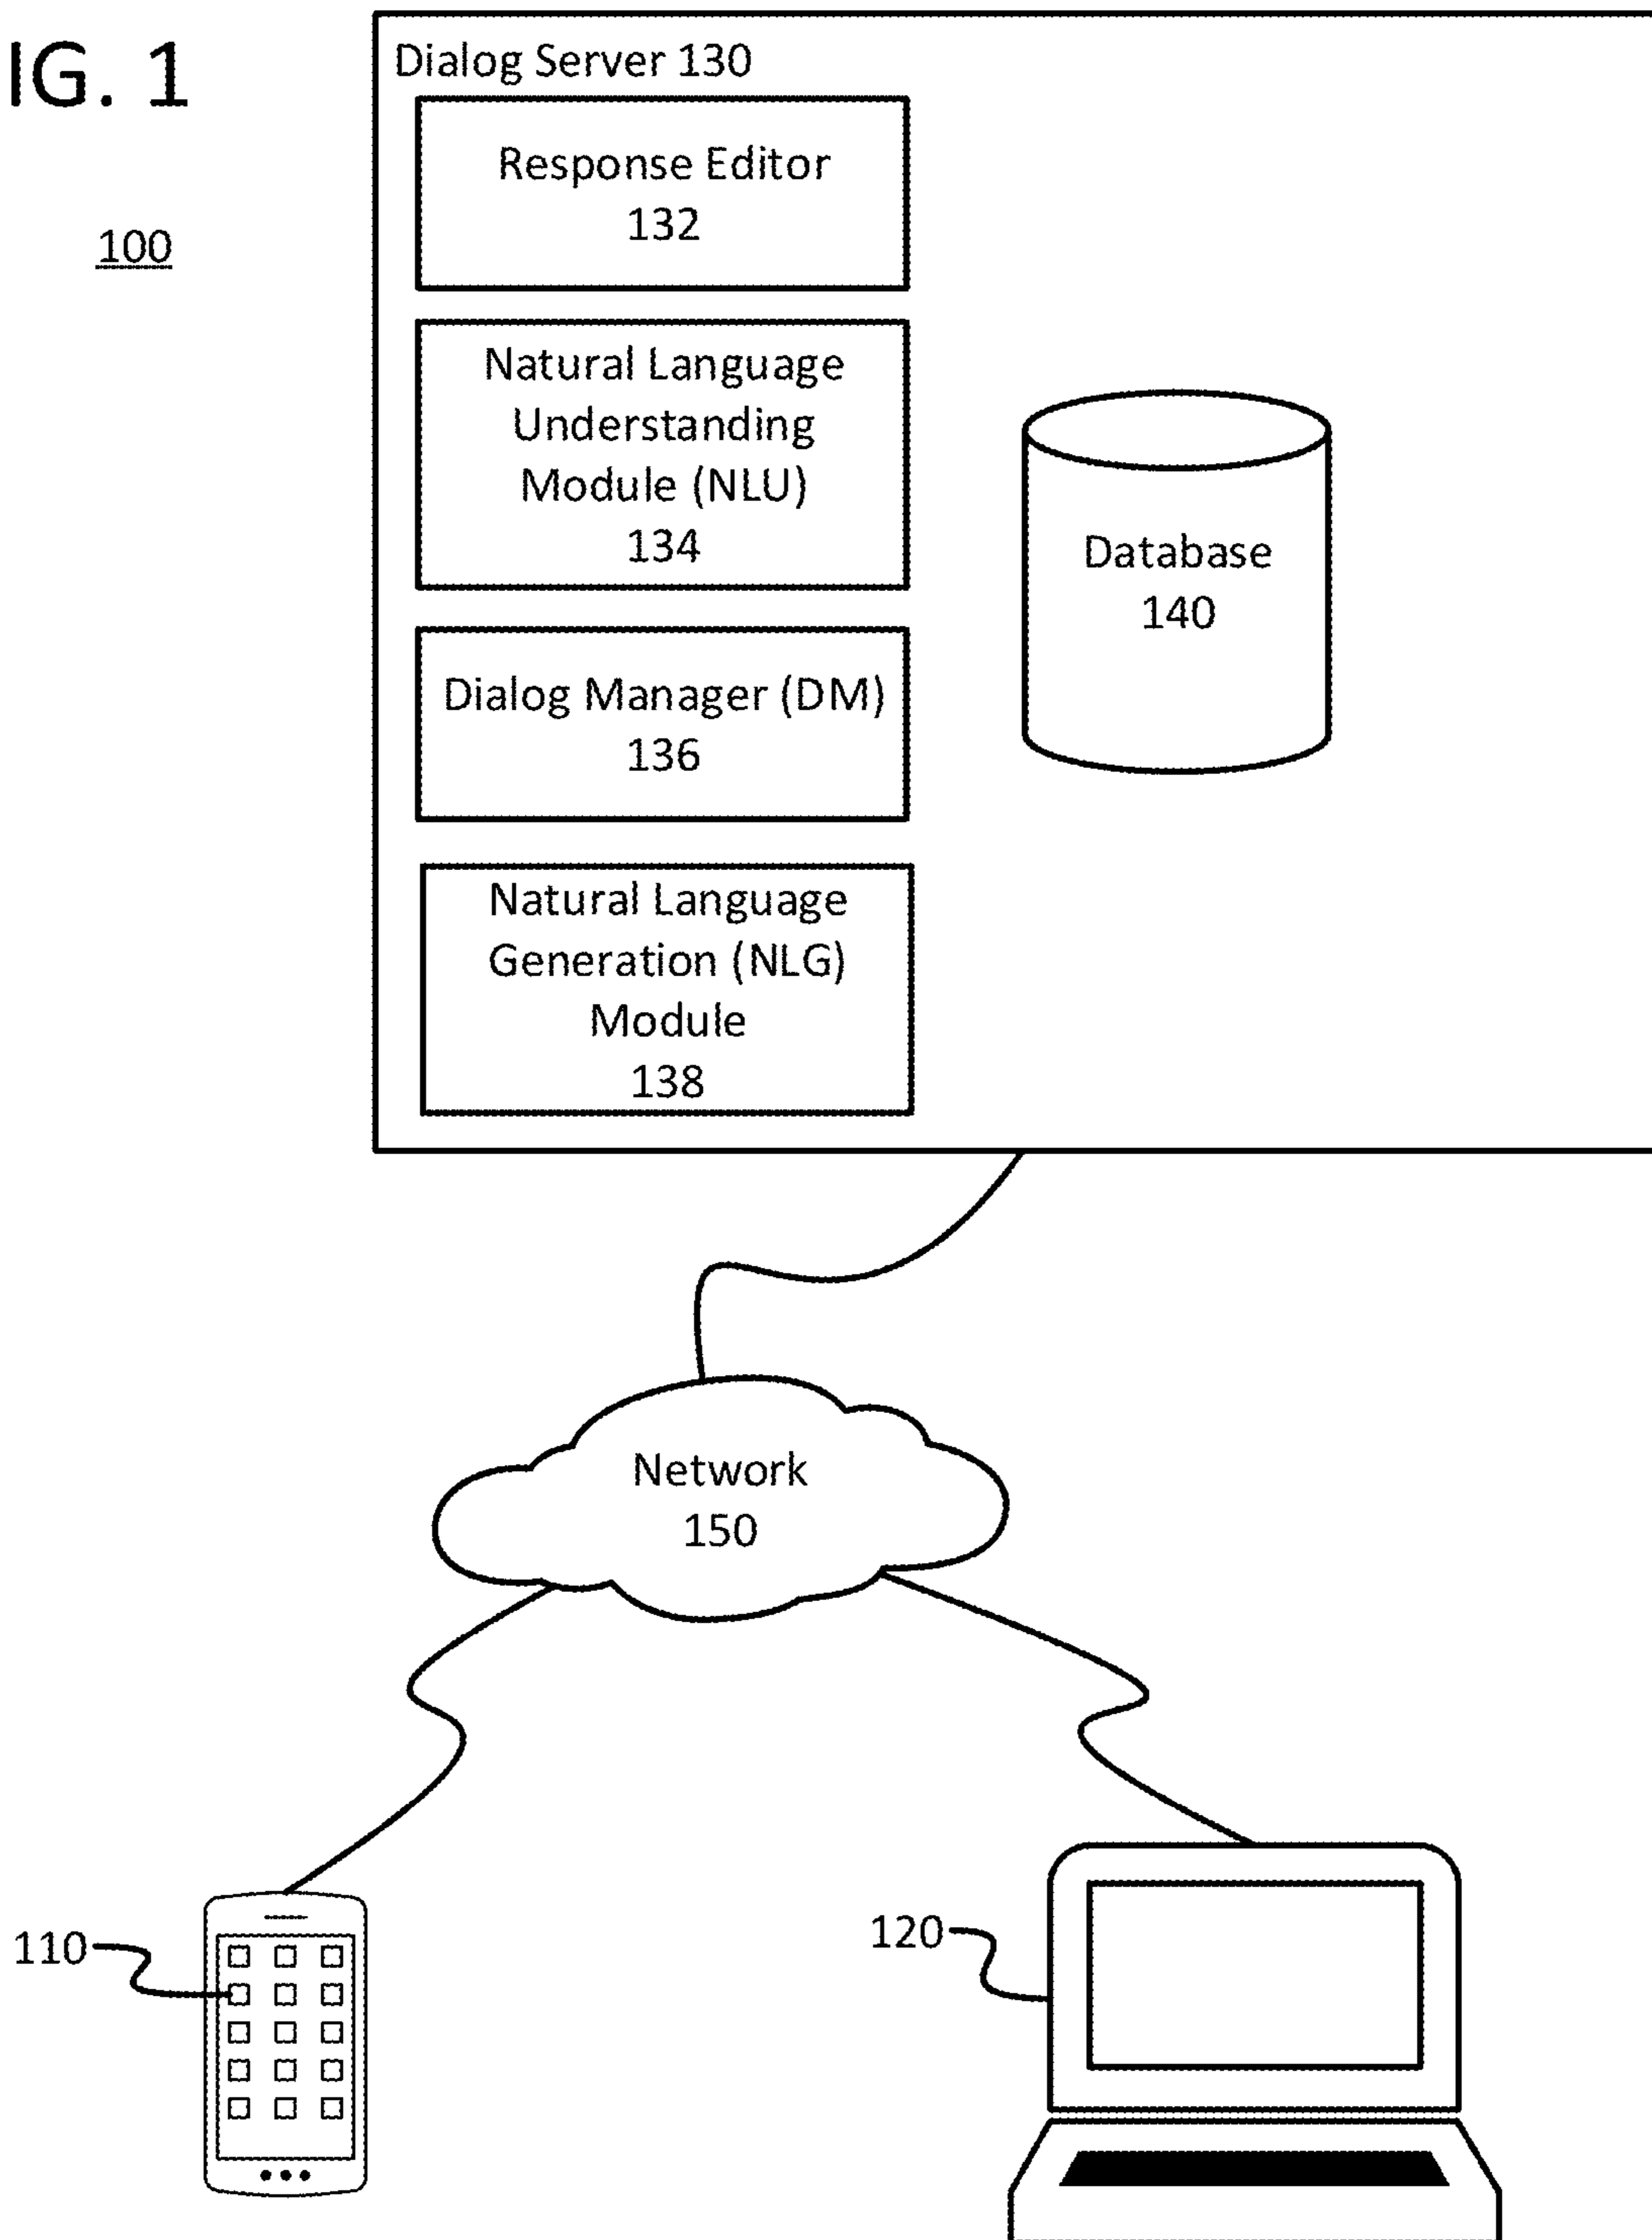 IG. 1
100
Dialog Server 130
Response Editor
132
Natural Language
Understanding
Module (NLU)
134
Dialog Manager (DM)
136
Natural Language
Generation (NLG)
Module
138
Database
140
Network
150
110
120